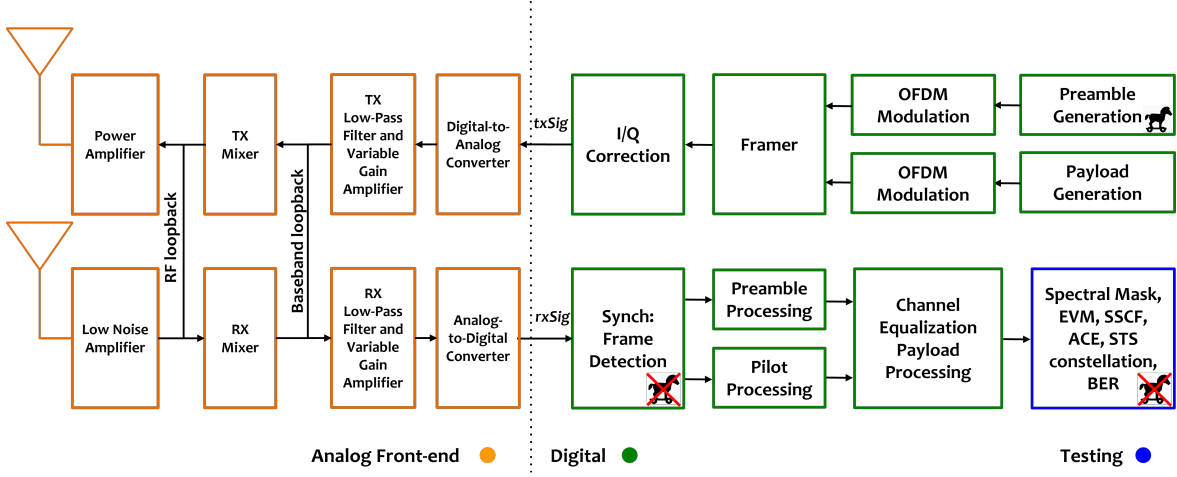 Power
Amplifier
TX
Mixer
TX
Low-Pass
Filter and
Variable
Gain
Amplifier
Digital-to-
Analog
Converter
txSig
I/Q
Correction
Framer
OFDM
Modulation
Preamble
Generation
OFDM
Modulation
Payload
Generation
RF loopback
Baseband loopback
Low Noise
Amplifier
RX
Mixer
RX
Low-Pass
Filter and
Variable
Gain
Amplifier
Analog-
to-Digital
Converter
rxSig
Synch:
Frame
Detection
Preamble
Processing
Pilot
Processing
Channel
Equalization
Payload
Processing
Spectral Mask,
EVM, SSCF,
ACE, STS
constellation,
BER
Analog Front-end
Digital
Testing